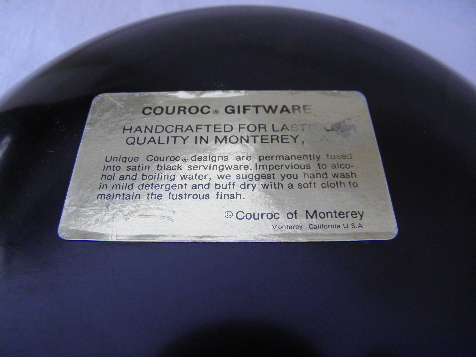 COUROC® GIFTWARE
HANDCRAFTED FOR LASTING
QUALITY IN MONTEREY,
Unique Couroc® designs are permanently fused
into satin black servingware. Impervious to alco-
hol and boiling water, we suggest you hand wash
in mild detergent and buff dry with a soft cloth to
maintain the lustrous finsh.
© Couroc of Monterey
Monterey, California U.S.A.